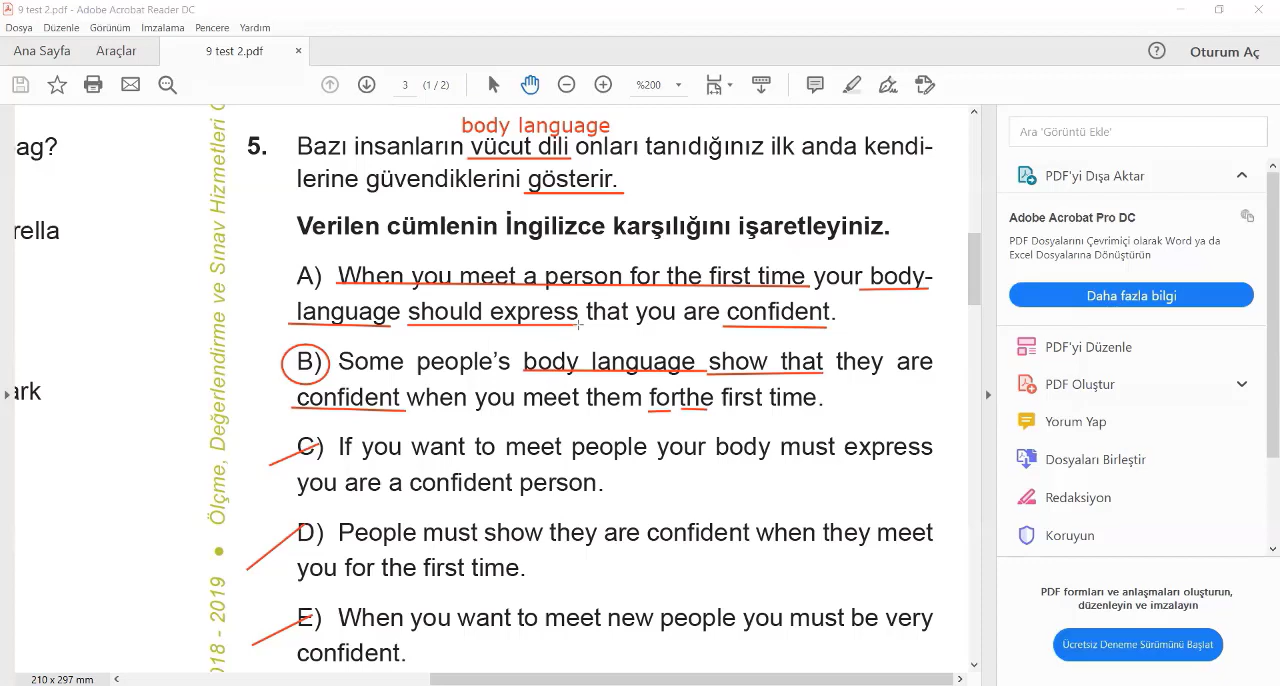 9 test 2.pdf - Adobe Acrobat Reader DC
Dosya Düzenle Görünüm İmzalama Pencere Yardım
Ana Sayfa Araçlar 9 test 2.pdf × ? Oturum Aç
3 (1 / 2) %200
ag?
rella
ark
018 - 2019 ● Ölçme, Değerlendirme ve Sınav Hizmetleri G
body language
5. Bazı insanların vücut dili onları tanıdığınız ilk anda kendi-
lerine güvendiklerini gösterir.
Verilen cümlenin İngilizce karşılığını işaretleyiniz.
A) When you meet a person for the first time your body-
language should express that you are confident.
B) Some people's body language show that they are
confident when you meet them forthe first time.
C) If you want to meet people your body must express
you are a confident person.
D) People must show they are confident when they meet
you for the first time.
E) When you want to meet new people you must be very
confident.
Ara 'Görüntü Ekle'
PDF'yi Dışa Aktar
Adobe Acrobat Pro DC
PDF Dosyalarını Çevrimiçi olarak Word ya da
Excel Dosyalarına Dönüştürün
Daha fazla bilgi
PDF'yi Düzenle
PDF Oluştur
Yorum Yap
Dosyaları Birleştir
Redaksiyon
Koruyun
PDF formları ve anlaşmaları oluşturun,
düzenleyin ve imzalayın
Ücretsiz Deneme Sürümünü Başlat
210 x 297 mm